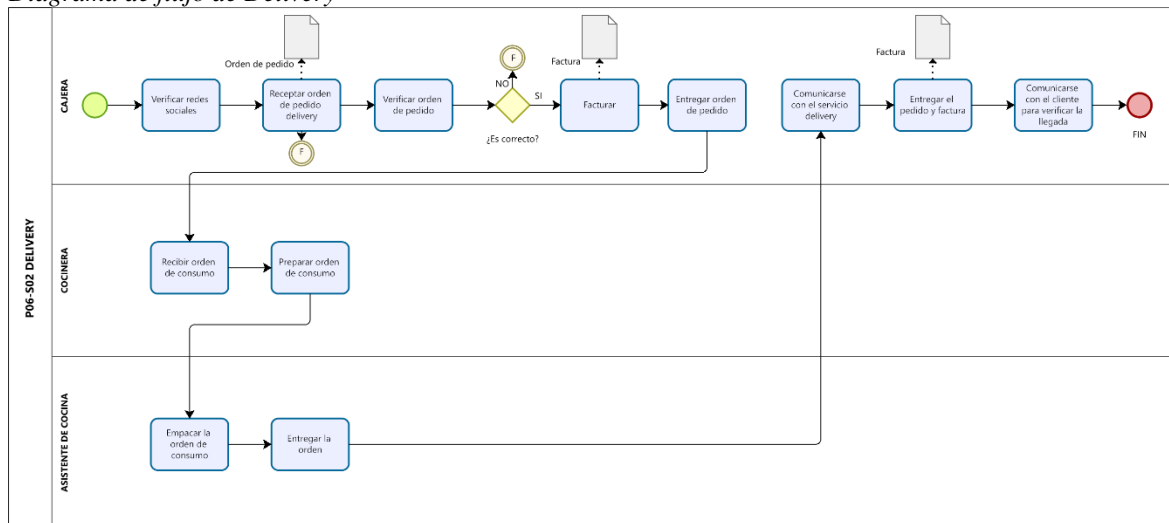 Diagrama de flujo de Delivery
P06-S02 DELIVERY
CAJERA
Verificar redes
sociales
Orden de pedido
Receptar orden
de pedido
delivery
F
Verificar orden
de pedido
F
NO
SI
¿Es correcto?
Factura
Facturar
Entregar orden
de pedido
Comunicarse
con el servicio
delivery
Factura
Entregar el
pedido y factura
Comunicarse
con el cliente
para verificar la
llegada
FIN
COCINERA
Recibir orden
de consumo
Preparar orden
de consumo
ASISTENTE DE COCINA
Empacar la
orden de
consumo
Entregar la
orden